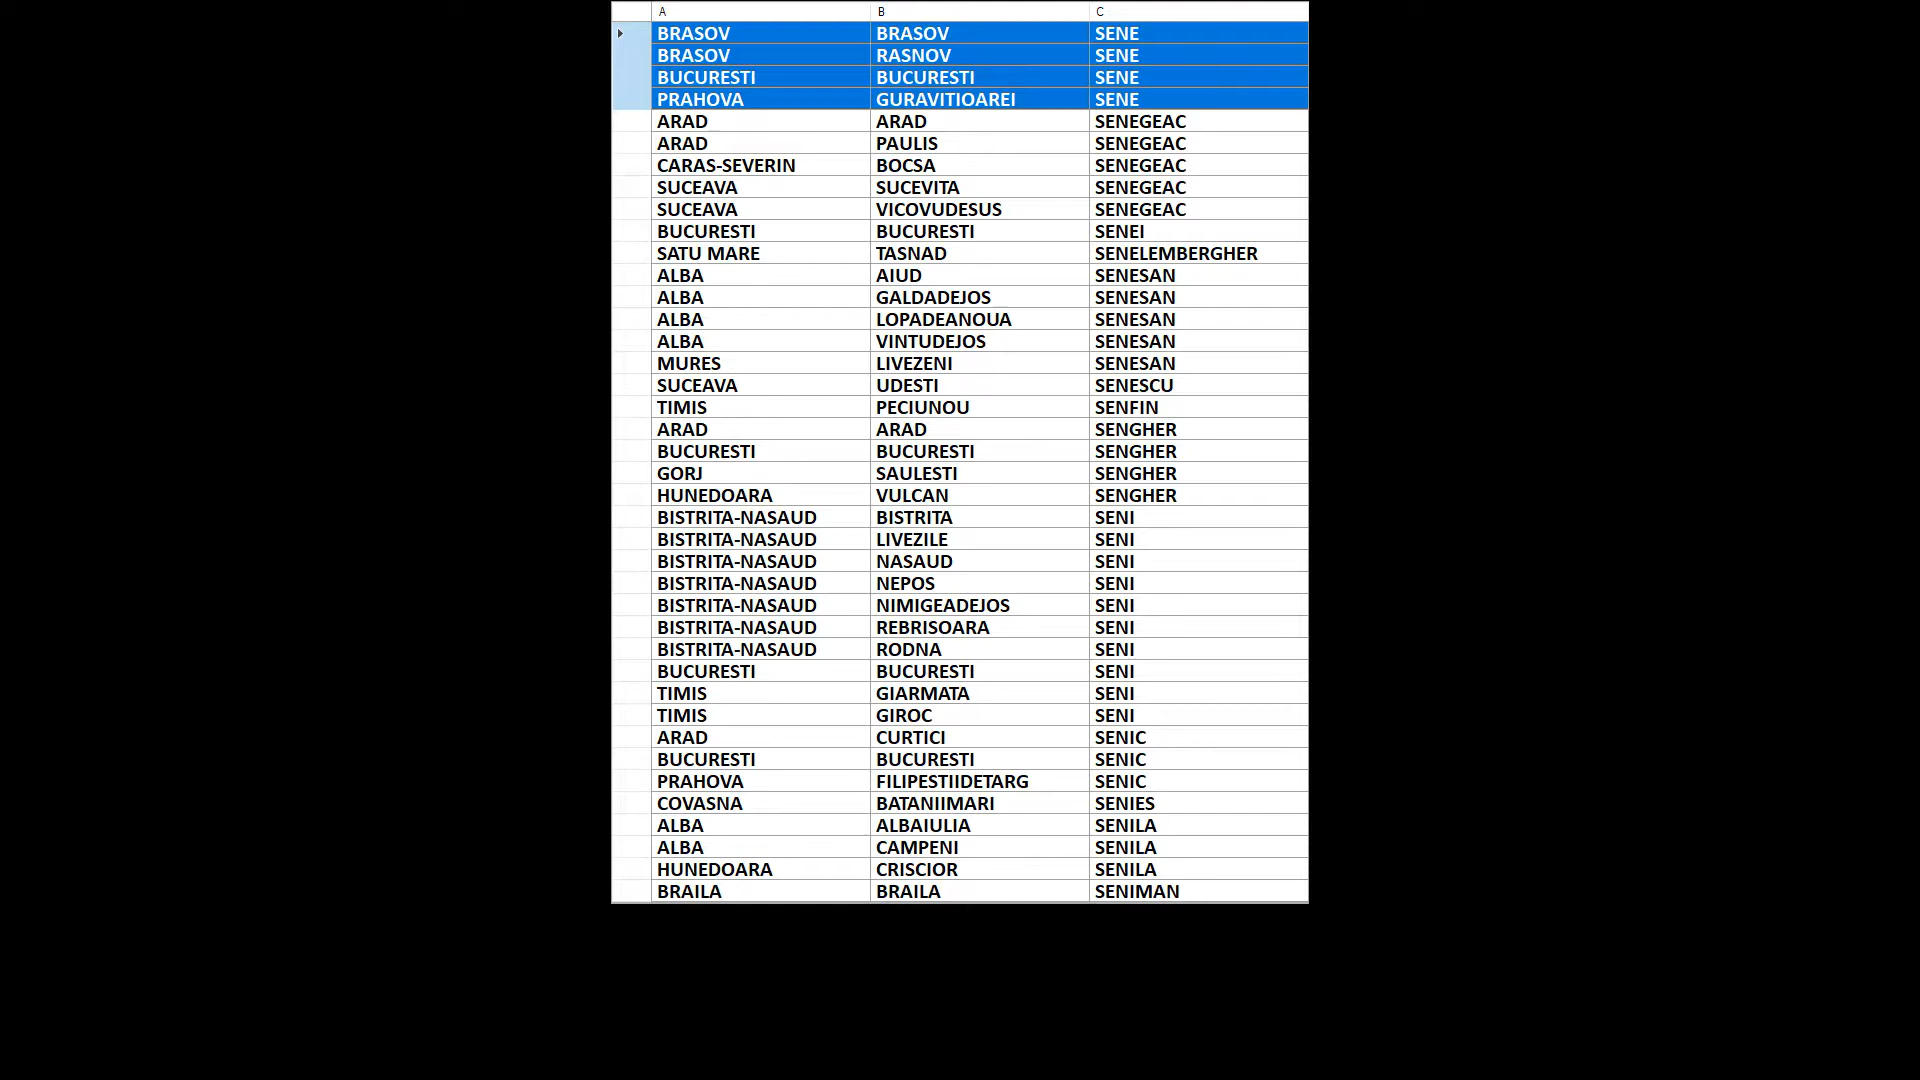 A B C
BRASOV BRASOV SENE
BRASOV RASNOV SENE
BUCURESTI BUCURESTI SENE
PRAHOVA GURAVITIOAREI SENE
ARAD ARAD SENEGEAC
ARAD PAULIS SENEGEAC
CARAS-SEVERIN BOCSA SENEGEAC
SUCEAVA SUCEVITA SENEGEAC
SUCEAVA VICOVUDESUS SENEGEAC
BUCURESTI BUCURESTI SENEI
SATU MARE TASNAD SENELEMBERGHER
ALBA AIUD SENESAN
ALBA GALDADEJOS SENESAN
ALBA LOPADEANOUA SENESAN
ALBA VINTUDEJOS SENESAN
MURES LIVEZENI SENESAN
SUCEAVA UDESTI SENESCU
TIMIS PECIUNOU SENFIN
ARAD ARAD SENGHER
BUCURESTI BUCURESTI SENGHER
GORJ SAULESTI SENGHER
HUNEDOARA VULCAN SENGHER
BISTRITA-NASAUD BISTRITA SENI
BISTRITA-NASAUD LIVEZILE SENI
BISTRITA-NASAUD NASAUD SENI
BISTRITA-NASAUD NEPOS SENI
BISTRITA-NASAUD NIMIGEADEJOS SENI
BISTRITA-NASAUD REBRISOARA SENI
BISTRITA-NASAUD RODNA SENI
BUCURESTI BUCURESTI SENI
TIMIS GIARMATA SENI
TIMIS GIROC SENI
ARAD CURTICI SENIC
BUCURESTI BUCURESTI SENIC
PRAHOVA FILIPESTIIDETARG SENIC
COVASNA BATANIIMARI SENIES
ALBA ALBAIULIA SENILA
ALBA CAMPENI SENILA
HUNEDOARA CRISCIOR SENILA
BRAILA BRAILA SENIMAN